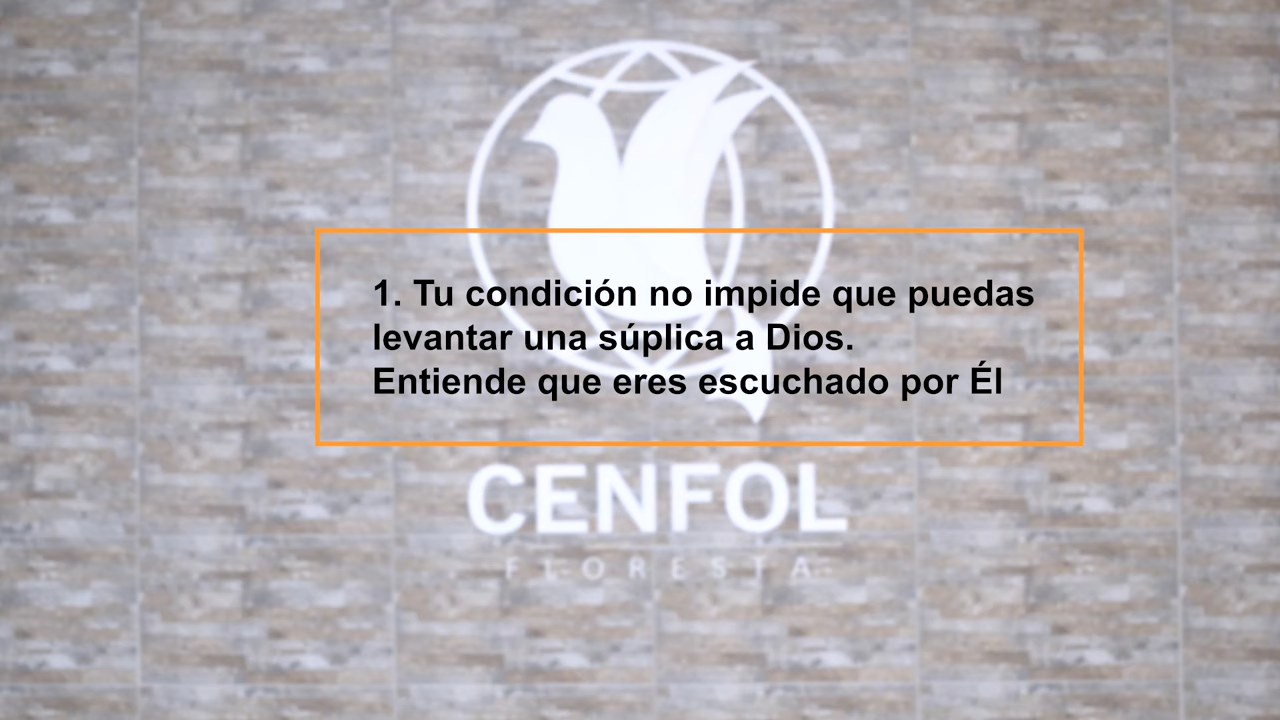 1. Tu condición no impide que puedas
levantar una súplica a Dios.
Entiende que eres escuchado por Él
CENFOL
FLORESTA